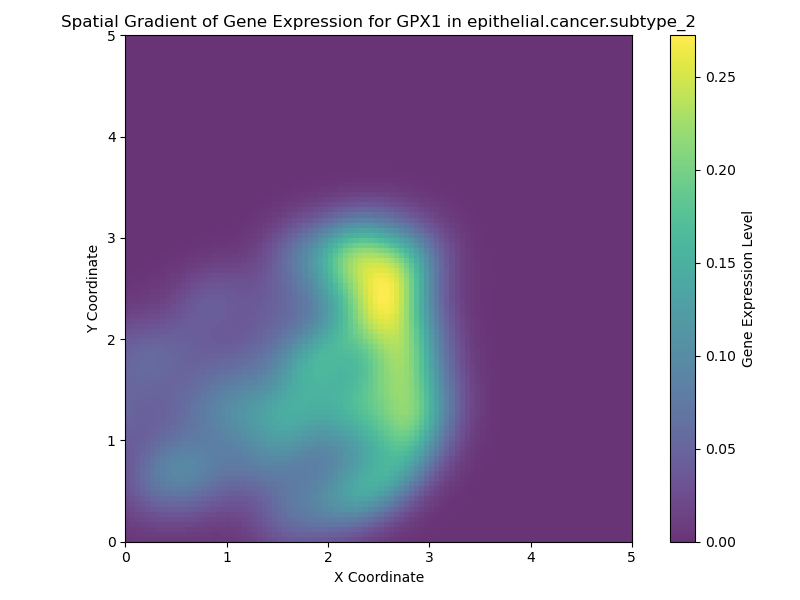 Spatial Gradient of Gene Expression for GPX1 in epithelial.cancer.subtype_2
5
4
3
2
1
0
0 1 2 3 4 5
Y Coordinate
X Coordinate
0.25
0.20
0.15
0.10
0.05
0.00
Gene Expression Level